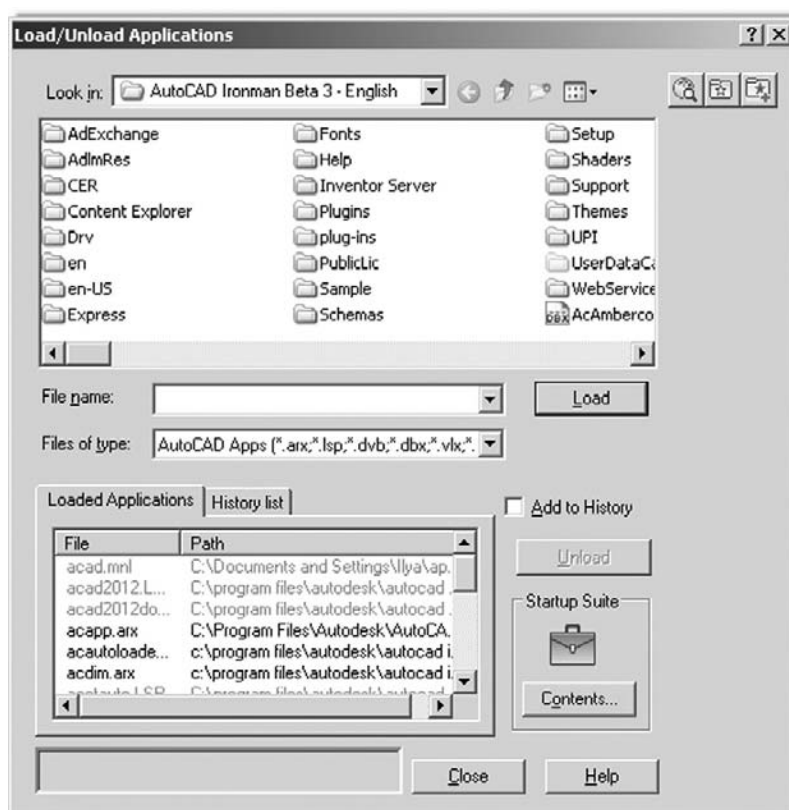 Load/Unload Applications
Look in: AutoCAD Ironman Beta 3 - English
AdExchange Fonts Setup
AdImRes Help Shaders
CER Inventor Server Support
Content Explorer Plugins Themes
Drv plug-ins UPI
en PublicLic UserDataCa
en-US Sample WebService
Express Schemas AcAmberco
File name: Load
Files of type: AutoCAD Apps (*.arx;*.lsp;*.dvb;*.dbx;*.vlx;*.
Loaded Applications History list Add to History
File Path
acad.mnl C:\Documents and Settings\Ilya\ap. Unload
acad2012.L... C:\program files\autodesk\autocad .
acad2012do... C:\program files\autodesk\autocad . Startup Suite
acapp.arx C:\Program Files\Autodesk\AutoCA.
acautoloade... c:\program files\autodesk\autocad i.
acdim.arx c:\program files\autodesk\autocad i.
Contents...
Close Help